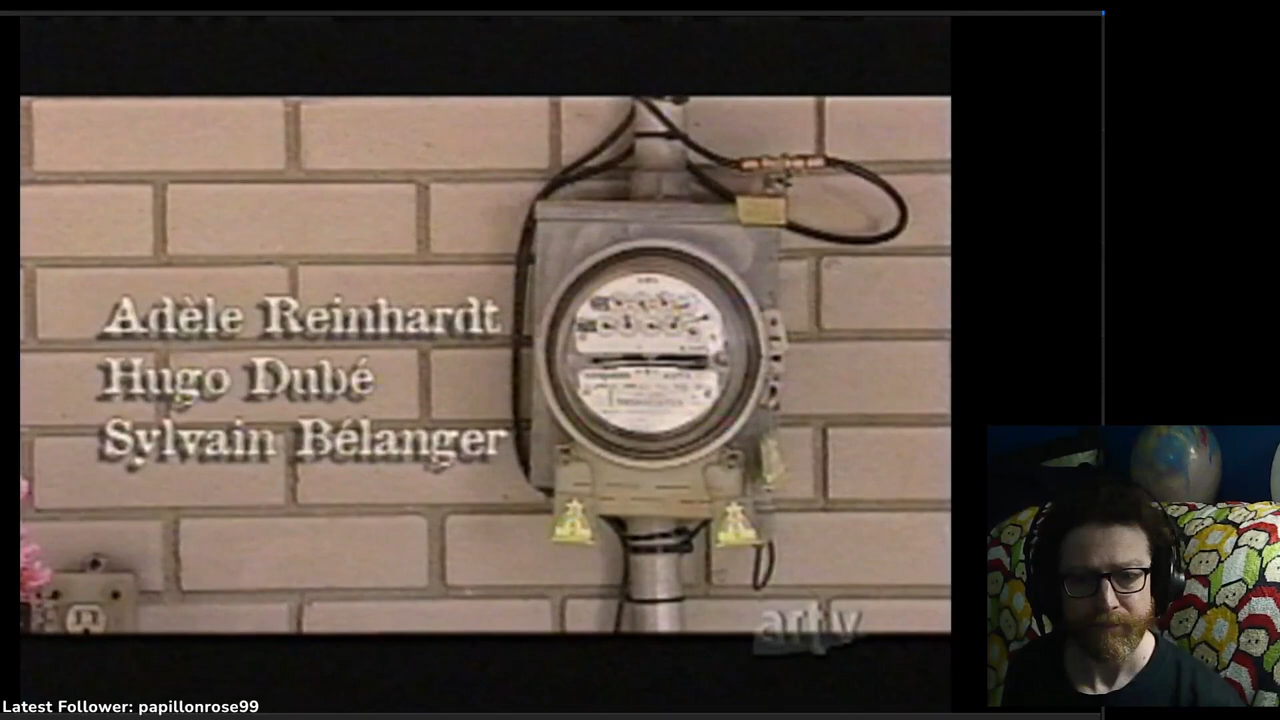 Adèle Reinhardt
Hugo Dubé
Sylvain Bélanger
artv
Latest Follower: papillonrose99